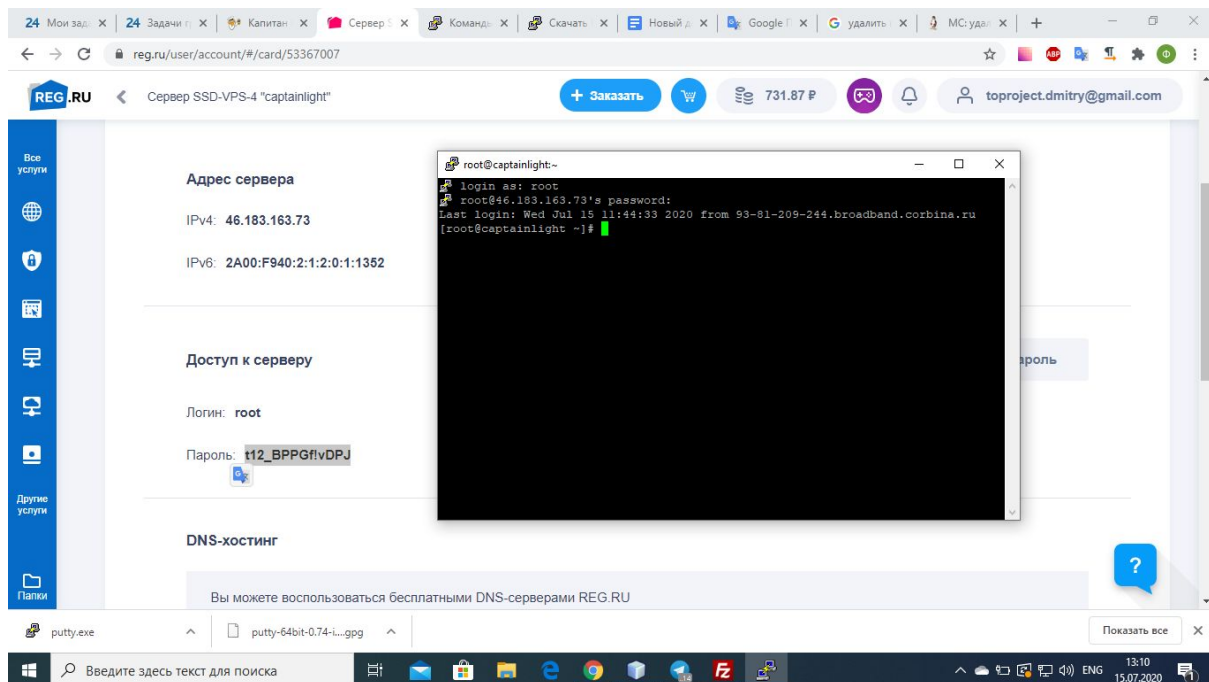 24 Мои зад
24 Задачи г
Капитан
Сервер S
Команд
Скачать
Новый д
Google П
удалить
МС: удал
reg.ru/user/account/#/card/53367007
ABP
Ф
REG.RU
Сервер SSD-VPS-4 "captainlight"
+ Заказать
731.87 ₽
toproject.dmitry@gmail.com
Все
услуги
Другие
услуги
Папки
Адрес сервера
IPv4: 46.183.163.73
IPv6: 2A00:F940:2:1:2:0:1:1352
Доступ к серверу
ароль
Логин: root
Пароль: t12_BPPGf!vDPJ
DNS-хостинг
Вы можете воспользоваться бесплатными DNS-серверами REG.RU
root@captainlight:~
login as: root
root@46.183.163.73's password:
Last login: Wed Jul 15 11:44:33 2020 from 93-81-209-244.broadband.corbina.ru
[root@captainlight ~]#
?
putty.exe
putty-64bit-0.74-i....gpg
Показать все
Введите здесь текст для поиска
ENG
13:10
15.07.2020